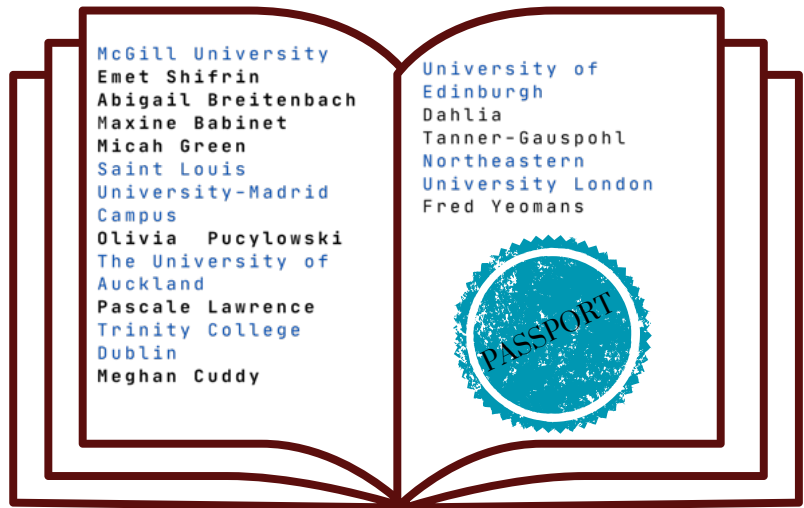 McGill University
Emet Shifrin
Abigail Breitenbach
Maxine Babinet
Micah Green
Saint Louis
University-Madrid
Campus
Olivia  Pucylowski
The University of
Auckland
Pascale Lawrence
Trinity College
Dublin
Meghan Cuddy
University of
Edinburgh
Dahlia
Tanner-Gauspohl
Northeastern
University London
Fred Yeomans
PASSPORT